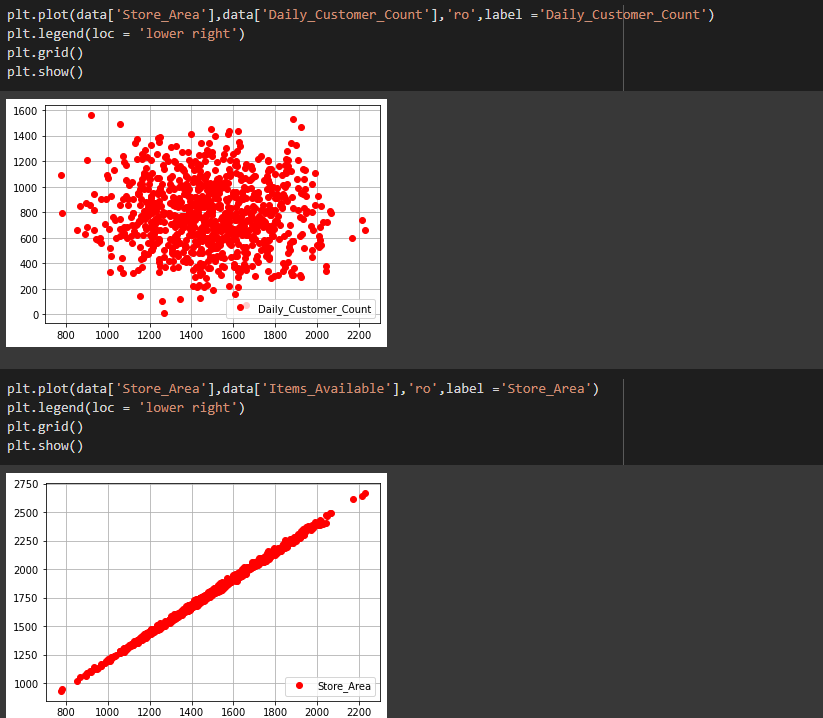 plt.plot(data['Store_Area'],data['Daily_Customer_Count'],'ro',label ='Daily_Customer_Count')
plt.legend(loc = 'lower right')
plt.grid()
plt.show()
1600
1400
1200
1000
800
600
400
200
0
Daily_Customer_Count
800 1000 1200 1400 1600 1800 2000 2200
plt.plot(data['Store_Area'],data['Items_Available'],'ro',label ='Store_Area')
plt.legend(loc = 'lower right')
plt.grid()
plt.show()
2750
2500
2250
2000
1750
1500
1250
1000
Store_Area
800 1000 1200 1400 1600 1800 2000 2200